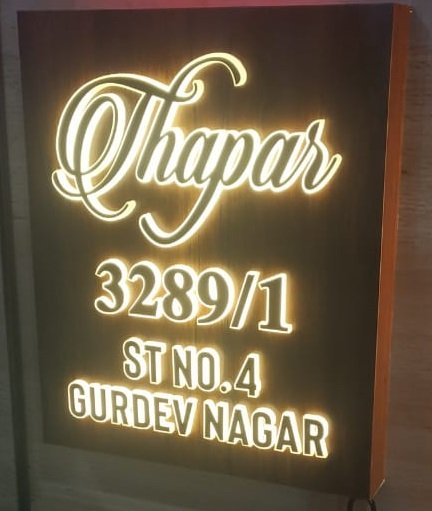 Thapar
3289/1
ST NO.4
GURDEV NAGAR